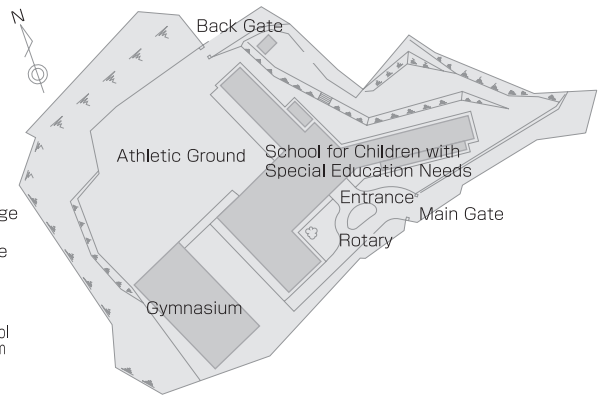 N
Back Gate
Athletic Ground
School for Children with
Special Education Needs
Entrance
Main Gate
Rotary
Gymnasium